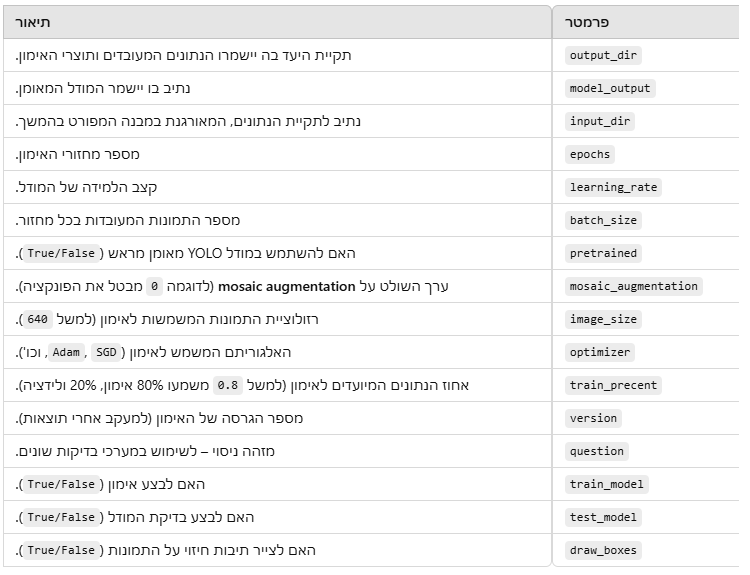 פרמטר תיאור
output_dir תקיית היעד בה יישמרו הנתונים המעובדים ותוצרי האימון.
model_output נתיב בו יישמר המודל המאומן.
input_dir נתיב לתקיית הנתונים, המאורגנת במבנה המפורט בהמשך.
epochs מספר מחזורי האימון.
learning_rate קצב הלמידה של המודל.
batch_size מספר התמונות המעובדות בכל מחזור.
pretrained האם להשתמש במודל YOLO מאומן מראש (True/False).
mosaic_augmentation ערך השולט על mosaic augmentation (לדוגמה 0 מבטל את הפונקציה).
image_size רזולוציית התמונות המשמשות לאימון (למשל 640).
optimizer האלגוריתם המשמש לאימון (Adam, SGD, וכו').
train_precent אחוז הנתונים המיועדים לאימון (למשל 0.8 משמעו 80% אימון, 20% ולידציה).
version מספר הגרסה של האימון (למעקב אחרי תוצאות).
question מזהה ניסוי – לשימוש במערכי בדיקות שונים.
train_model האם לבצע אימון (True/False).
test_model האם לבצע בדיקת המודל (True/False).
draw_boxes האם לצייר תיבות חיזוי על התמונות (True/False).